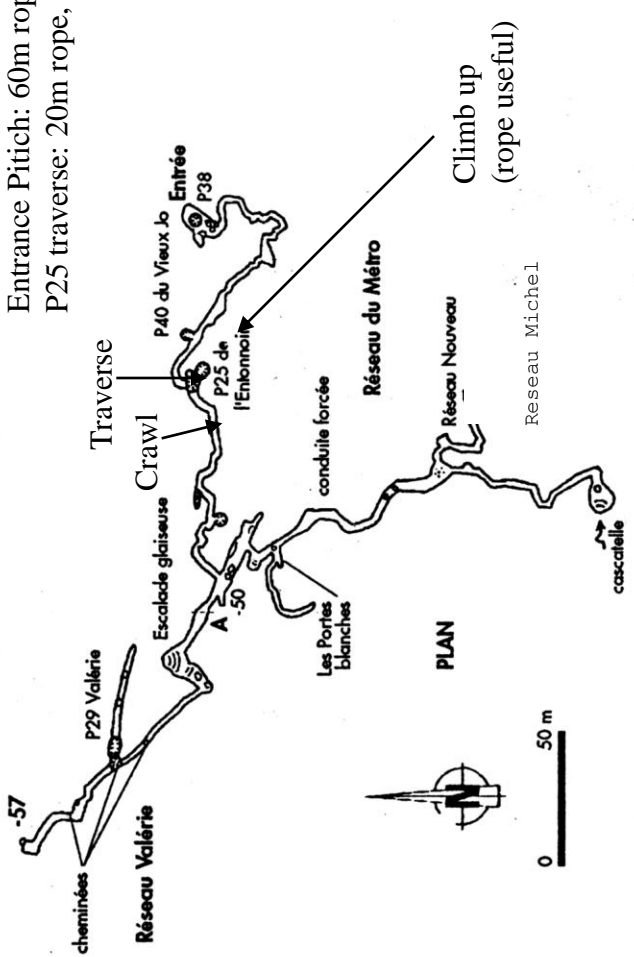 Entrance Pitich: 60m rop
P25 traverse: 20m rope,
Traverse
Crawl
Climb up
(rope useful)
Entrée
P38
P40 du Vieux Jo
P25 de
l'Entonnoir
Escalade glaiseuse
Réseau du Métro
conduite forcée
Réseau Nouveau
Reseau Michel
cascatelle
Les Portes
blanches
A
-50
P29 Valérie
-57
cheminées
Réseau Valérie
PLAN
N
0
50 m